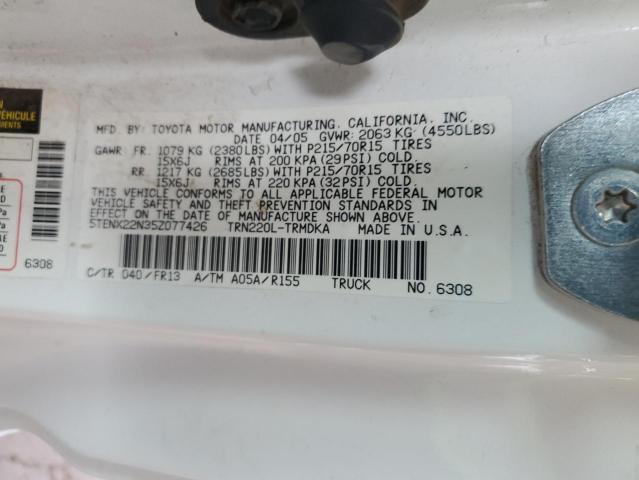 N
VÉHICULE
MENTS
MFD. BY: TOYOTA MOTOR MANUFACTURING, CALIFORNIA, INC.
DATE 04/05 GVWR: 2063 KG (4550LBS)
GAWR: FR. 1079 KG (2380LBS) WITH P215/70R15 TIRES
15X6J RIMS AT 200 KPA (29PSI) COLD.
RR 1217 KG (2685LBS) WITH P215/70R15 TIRES
15X6J RIMS AT 220 KPA (32PSI) COLD.
THIS VEHICLE CONFORMS TO ALL APPLICABLE FEDERAL MOTOR
VEHICLE SAFETY AND THEFT PREVENTION STANDARDS IN
EFFECT ON THE DATE OF MANUFACTURE SHOWN ABOVE.
5TENX22N35Z077426 TRN220L-TRMDKA MADE IN U.S.A.
C/TR 040/FR13 A/TM A05A/R155 TRUCK NO. 6308
6308